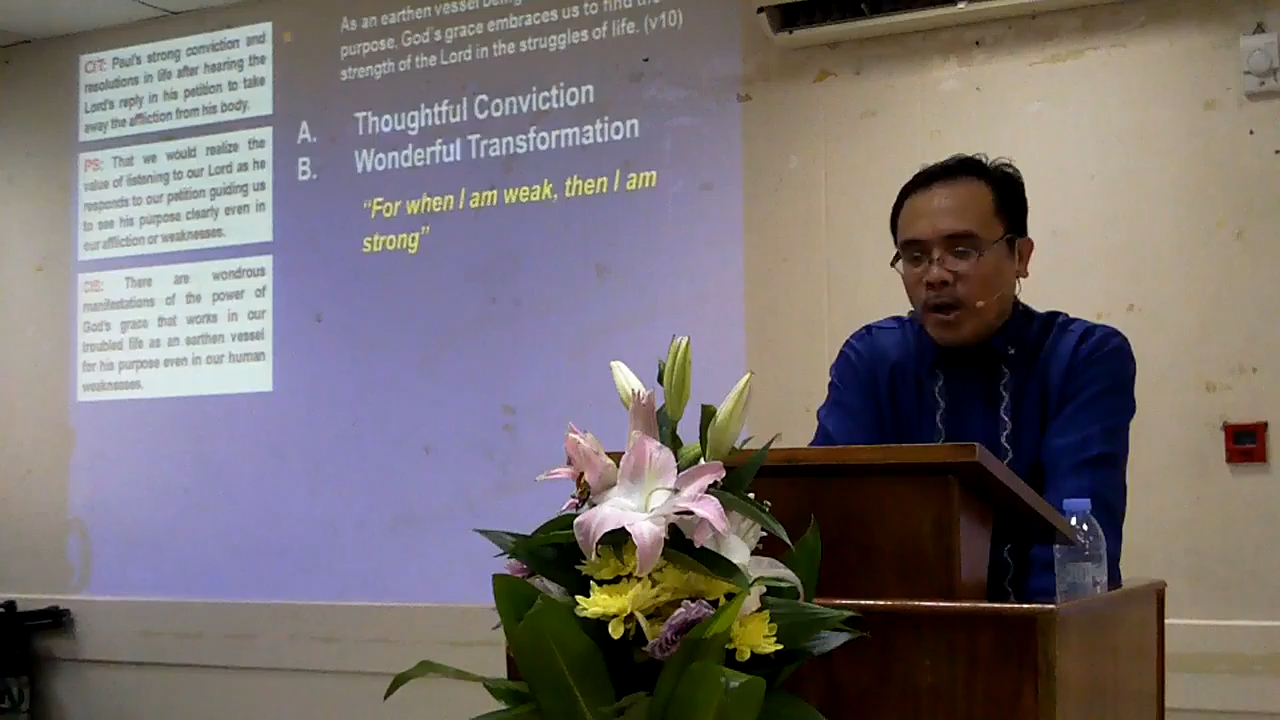 CIT: Paul's strong conviction and
resolutions in life after hearing the
Lord's reply in his petition to take
away the affliction from his body.
PS: That we would realize the
value of listening to our Lord as he
responds to our petition guiding us
to see his purpose clearly even in
our affliction or weaknesses.
CIS: There are wondrous
manifestations of the power of
God's grace that works in our
troubled life as an earthen vessel
for his purpose even in our human
weaknesses.
As an earthen vessel being
purpose. God's grace embraces us to find the
strength of the Lord in the struggles of life. (v10)
A. Thoughtful Conviction
B. Wonderful Transformation
"For when I am weak, then I am
strong"